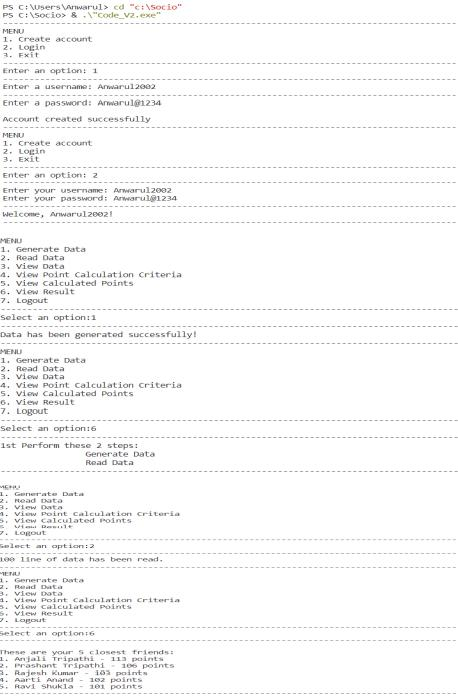 PS C:\Users\Anwarul> cd "c:\Socio"
PS C:\Socio> & .\"Code_V2.exe"
MENU
1. Create account
2. Login
3. Exit
Enter an option: 1
Enter a username: Anwarul2002
Enter a password: Anwarul@1234
Account created successfully
MENU
1. Create account
2. Login
3. Exit
Enter an option: 2
Enter your username: Anwarul2002
Enter your password: Anwarul@1234
Welcome, Anwarul2002!
MENU
1. Generate Data
2. Read Data
3. View Data
4. View Point Calculation Criteria
5. View Calculated Points
6. View Result
7. Logout
Select an option:1
Data has been generated successfully!
MENU
1. Generate Data
2. Read Data
3. View Data
4. View Point Calculation Criteria
5. View Calculated Points
6. View Result
7. Logout
Select an option:6
1st Perform these 2 steps:
Generate Data
Read Data
MENU
1. Generate Data
2. Read Data
3. View Data
4. View Point Calculation Criteria
5. View Calculated Points
6. View Result
7. Logout
Select an option:2
100 line of data has been read.
MENU
1. Generate Data
2. Read Data
3. View Data
4. View Point Calculation Criteria
5. View Calculated Points
6. View Result
7. Logout
Select an option:6
These are your 5 closest friends:
1. Anjali Tripathi - 113 points
2. Prashant Tripathi - 106 points
3. Rajesh Kumar - 103 points
4. Aarti Anand - 102 points
5. Ravi Shukla - 101 points